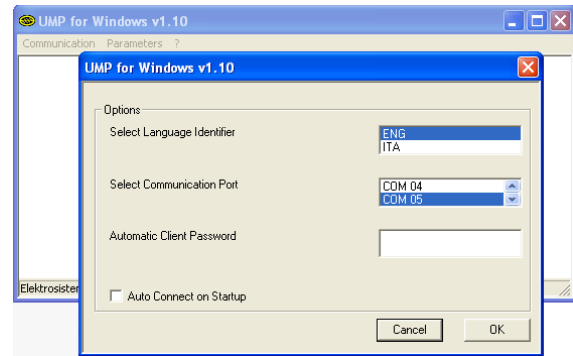 UMP for Windows v1.10
Communication Parameters ?
UMP for Windows v1.10
Options
Select Language Identifier
ENG
ITA
Select Communication Port
COM 04
COM 05
Automatic Client Password
Elektrosister
Auto Connect on Startup
Cancel OK